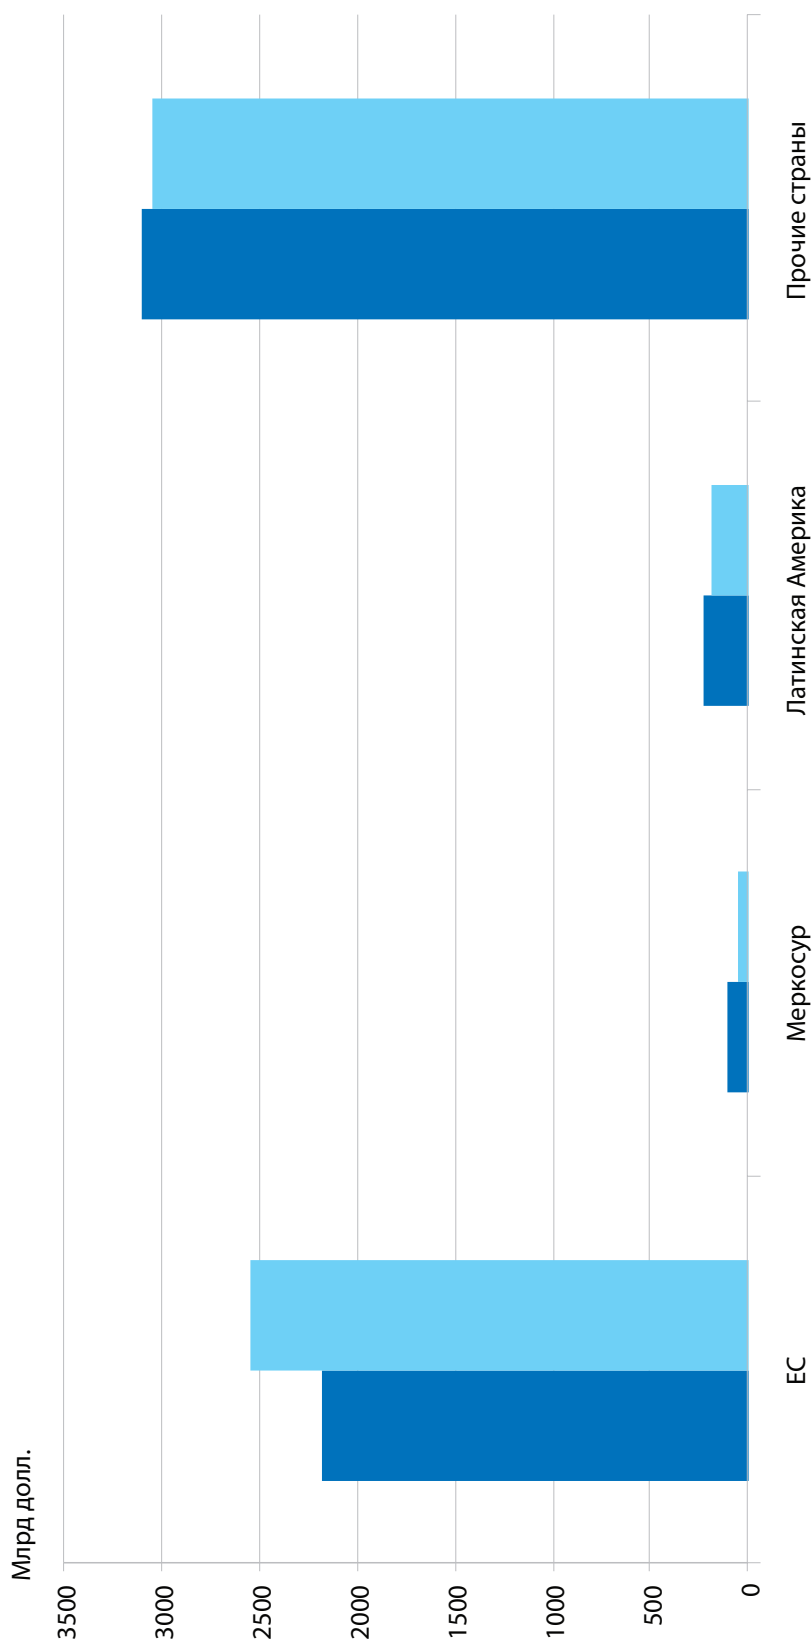 Млрд долл.
3500
3000
2500
2000
1500
1000
500
0
ЕС
Меркосур
Латинская Америка
Прочие страны